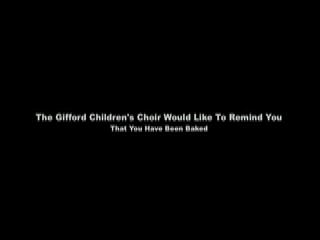 The Gifford Children's Choir Would Like To Remind You
That You Have Been Baked